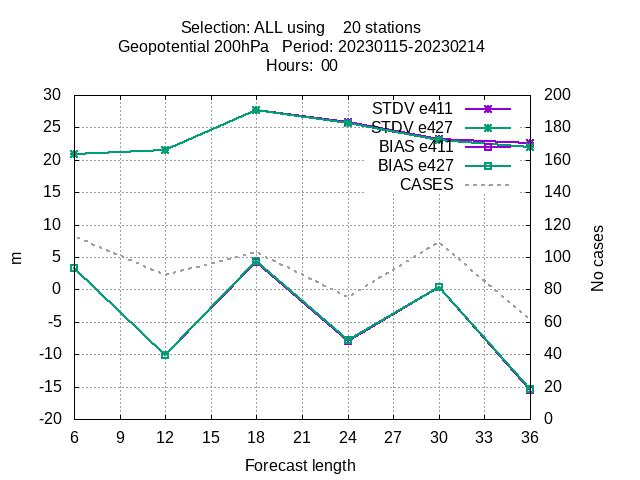 Selection: ALL using    20 stations
Geopotential 200hPa   Period: 20230115-20230214
Hours:  00
30 200
STDV e411
25 180
STDV e427
BIAS e411
20 160
BIAS e427
15 140
CASES
10 120
5 100
m
No cases
0 80
-5 60
-10 40
-15 20
-20 0
6 9 12 15 18 21 24 27 30 33 36
Forecast length